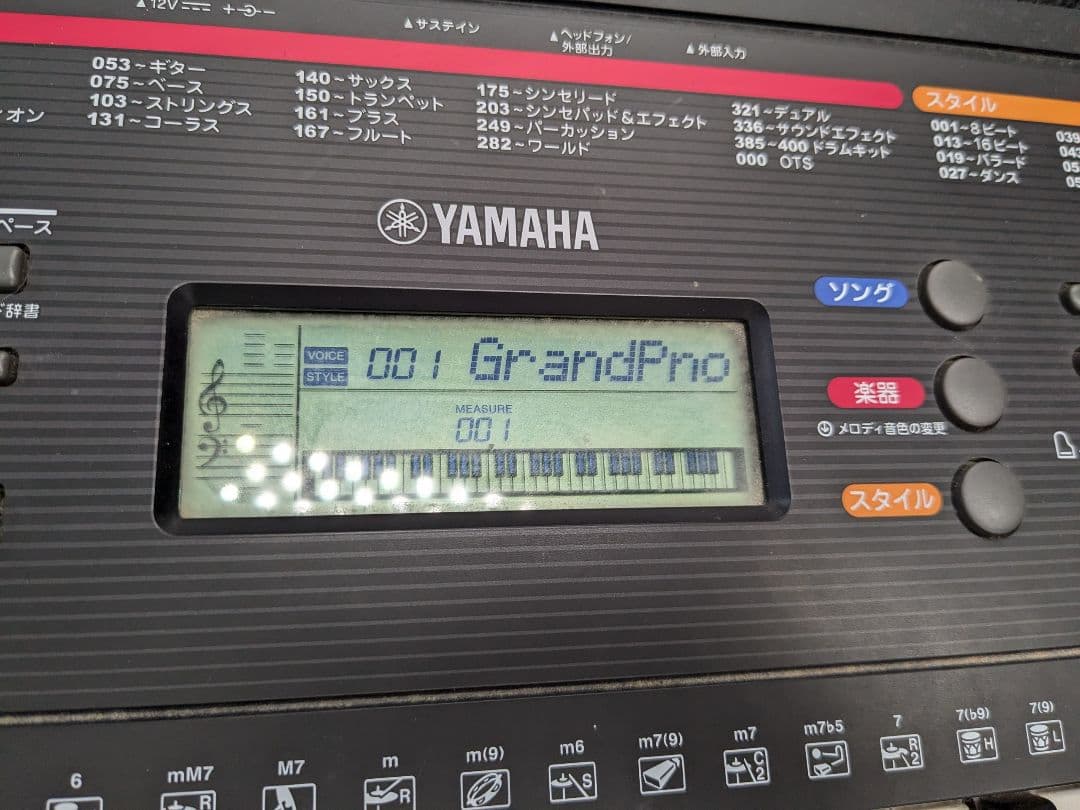 ▲12V
▲サステイン
▲ヘッドフォン/
外部出力
▲外部入力
053~ギター
075~ベース
103~ストリングス
131~コーラス
140~サックス
150~トランペット
161~ブラス
167~フルート
175~シンセリード
203~シンセパッド&エフェクト
249~パーカッション
282~ワールド
321~デュアル
336~サウンドエフェクト
385~400 ドラムキット
000 OTS
スタイル
001~8ビート
013~16ビート
019~バラード
027~ダンス
YAMAHA
ソング
楽器
メロディ音色の変更
スタイル
VOICE 001 GrandPno
STYLE
MEASURE
001
辞書
6
mM7
M7
m
m(9)
m6
m7(9)
m7
m7♭5
7
7(♭9)
7(9)
R
R
S
C
2
R
2
H
L